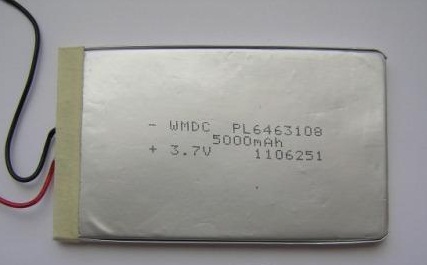 - WMDC PL6463108
5000mAh
+ 3.7V 1106251